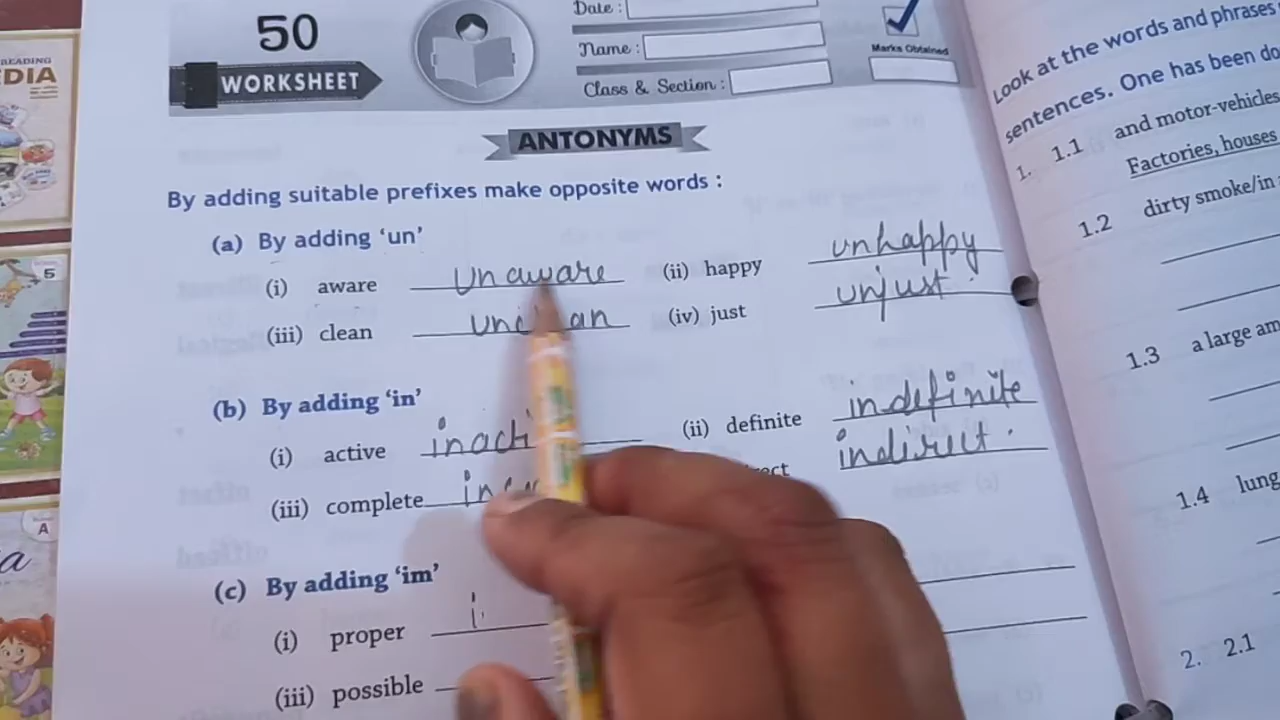 READING
DIA
5
A
a
50
WORKSHEET
Date :
Name :
Class & Section :
Marks Obtained
ANTONYMS
By adding suitable prefixes make opposite words :
(a) By adding ‘un’
(i) aware unaware (ii) happy unhappy
(iii) clean (iv) just unjust
(b) By adding ‘in’
(i) active (ii) definite indefinite
(iii) complete indirect
(c) By adding ‘im’
(i) proper
(iii) possible
Look at the words and phrases
sentences. One has been do
1. 1.1 and motor-vehicles
Factories, houses
1.2 dirty smoke/in
1.3 a large am
1.4 lung
2. 2.1